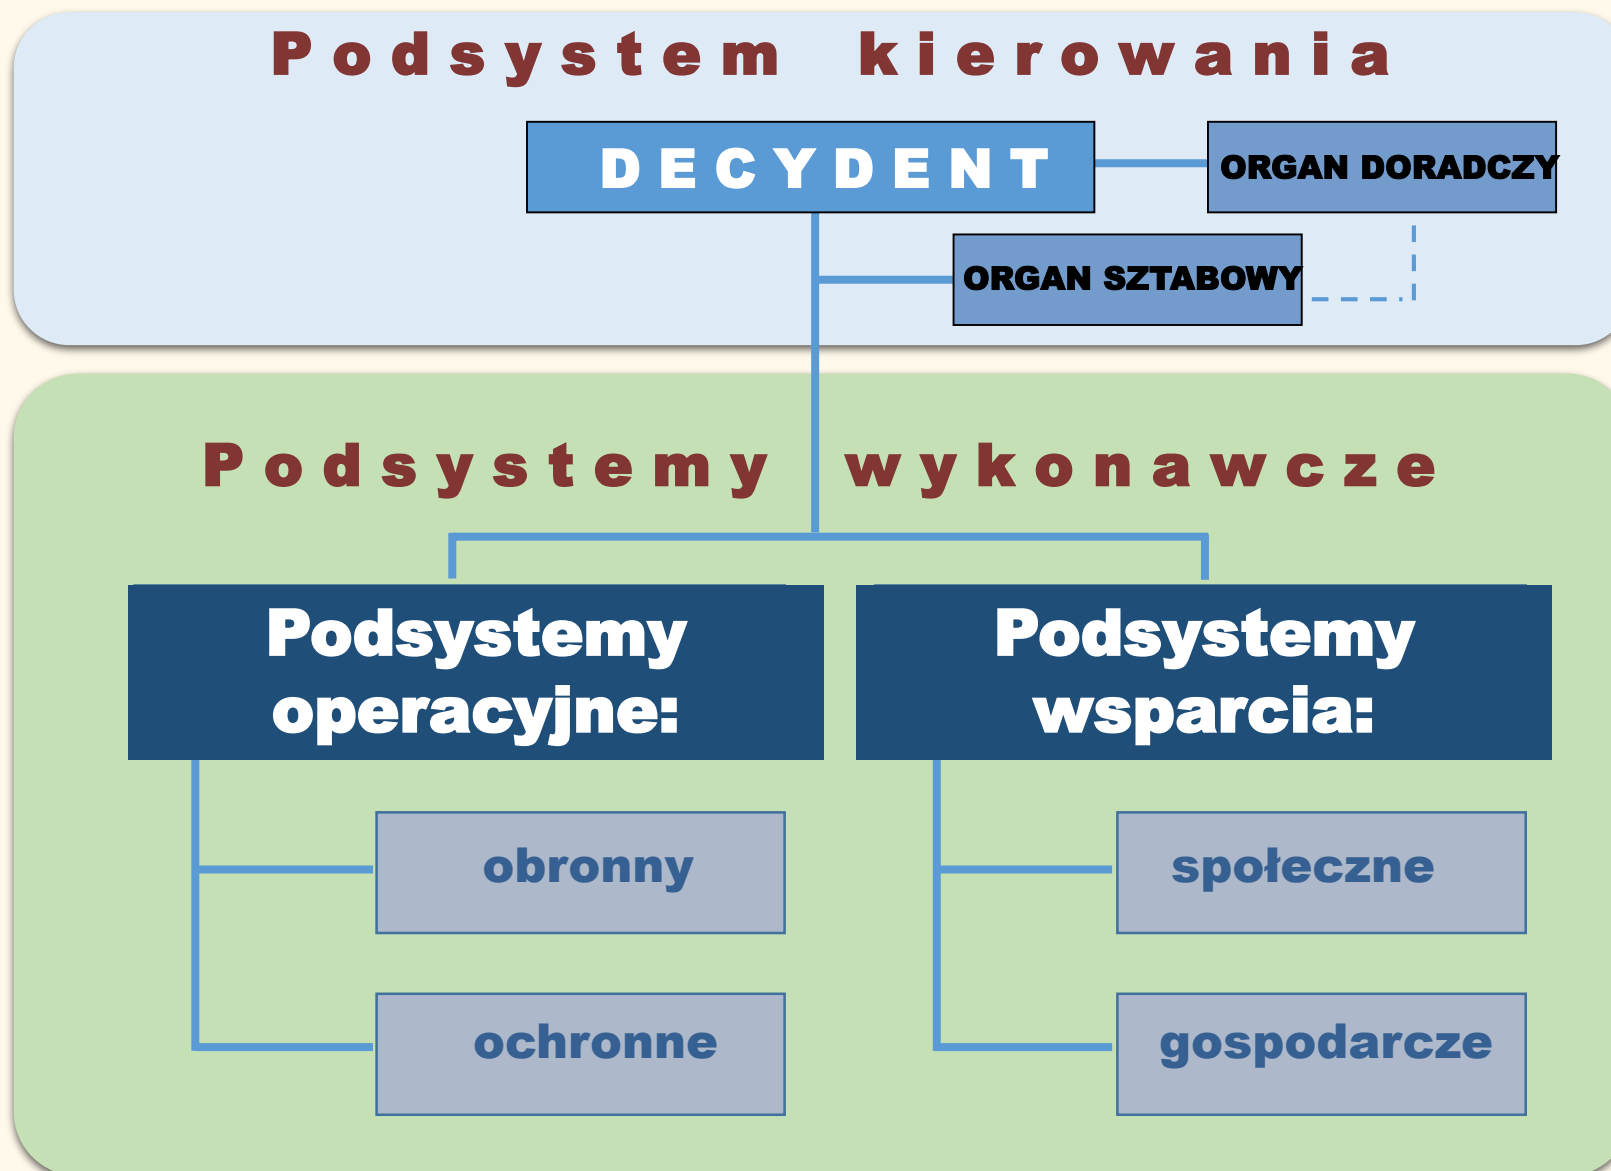 Podsystem kierowania
DECYDENT
ORGAN DORADCZY
ORGAN SZTABOWY
Podsystemy wykonawcze
Podsystemy
operacyjne:
obronny
ochronne
Podsystemy
wsparcia:
społeczne
gospodarcze